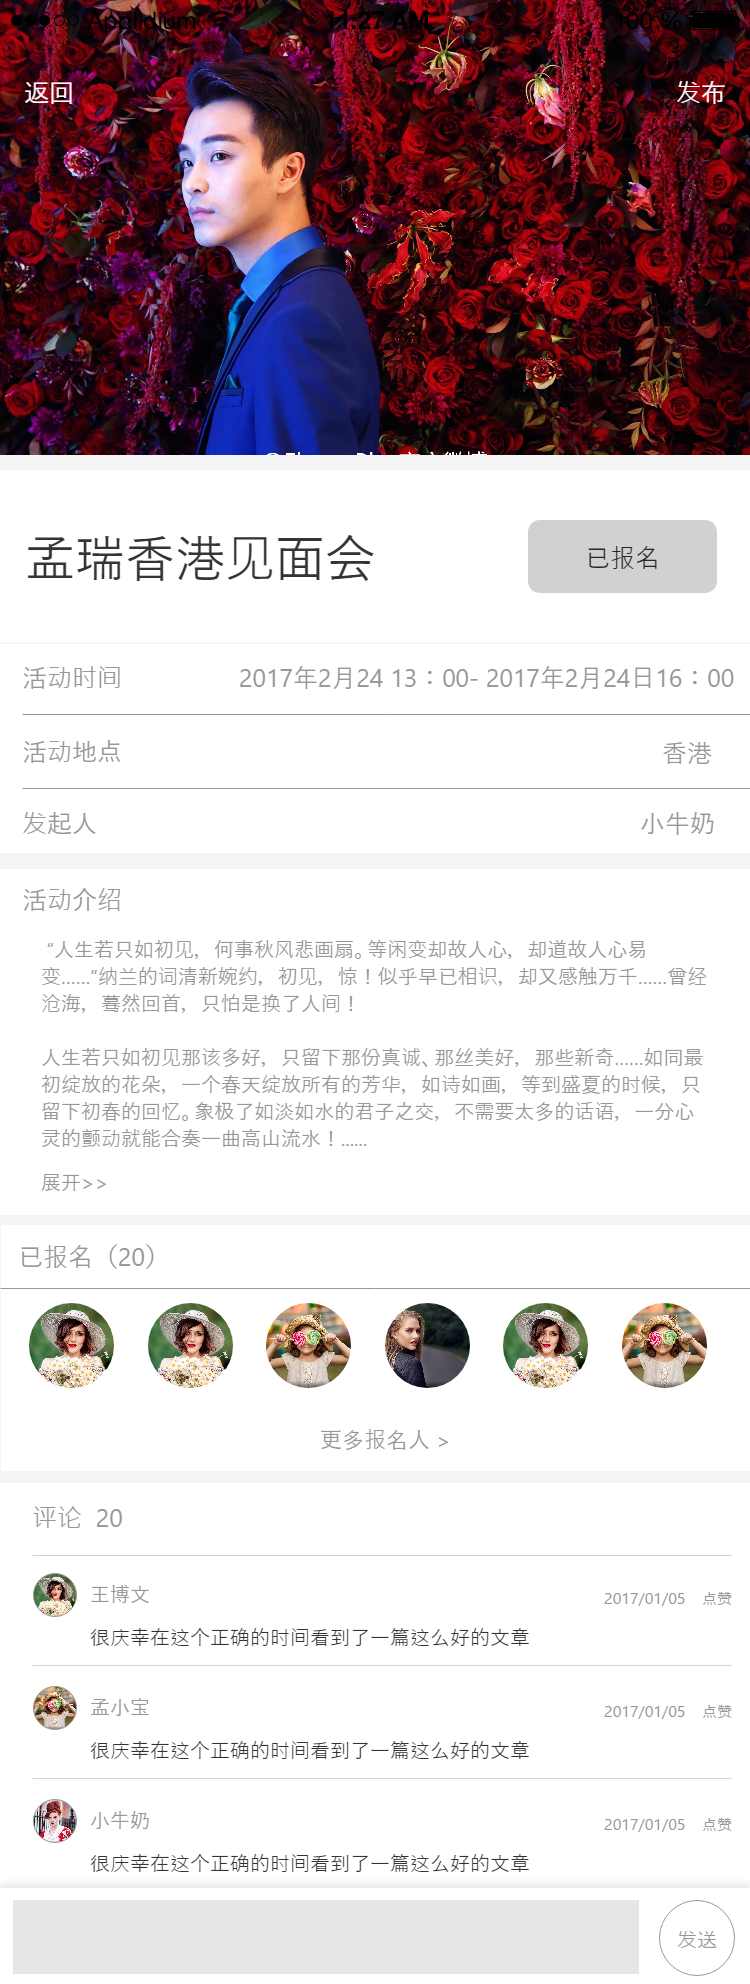 Anglidium 11:27 AM 100 %
返回 发布
孟瑞香港见面会 已报名
活动时间 2017年2月24 13：00- 2017年2月24日16：00
活动地点 香港
发起人 小牛奶
活动介绍
“人生若只如初见，何事秋风悲画扇。等闲变却故人心，却道故人心易
变......”纳兰的词清新婉约，初见，惊！似乎早已相识，却又感触万千......曾经
沧海，蓦然回首，只怕是换了人间！
人生若只如初见那该多好，只留下那份真诚、那丝美好，那些新奇......如同最
初绽放的花朵，一个春天绽放所有的芳华，如诗如画，等到盛夏的时候，只
留下初春的回忆。象极了如淡如水的君子之交，不需要太多的话语，一分心
灵的颤动就能合奏一曲高山流水！......
展开>>
已报名（20）
更多报名人 >
评论 20
王博文 2017/01/05 点赞
很庆幸在这个正确的时间看到了一篇这么好的文章
孟小宝 2017/01/05 点赞
很庆幸在这个正确的时间看到了一篇这么好的文章
小牛奶 2017/01/05 点赞
很庆幸在这个正确的时间看到了一篇这么好的文章
发送